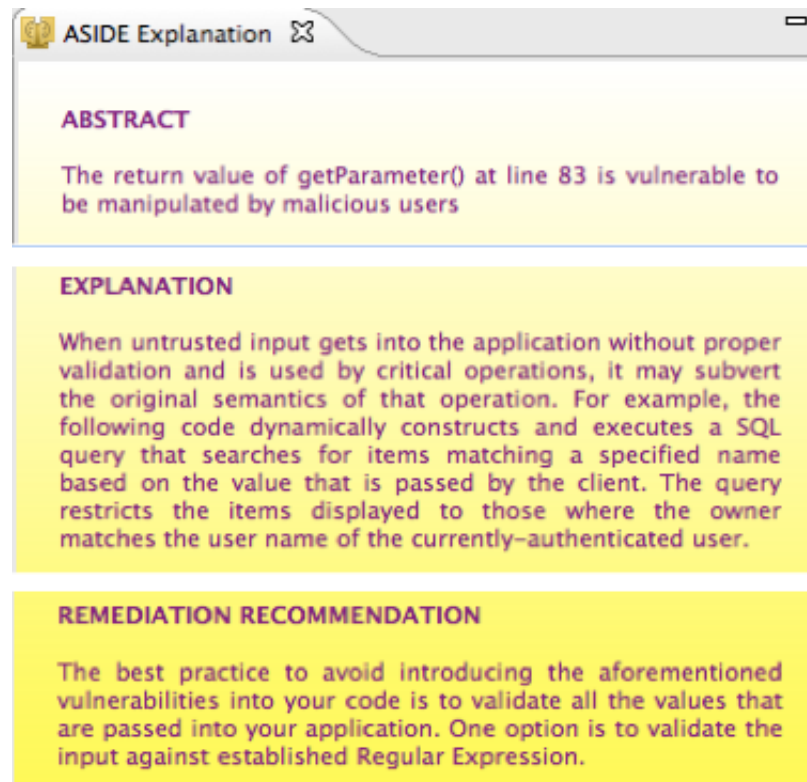 ASIDE Explanation
ABSTRACT
The return value of getParameter() at line 83 is vulnerable to
be manipulated by malicious users
EXPLANATION
When untrusted input gets into the application without proper
validation and is used by critical operations, it may subvert
the original semantics of that operation. For example, the
following code dynamically constructs and executes a SQL
query that searches for items matching a specified name
based on the value that is passed by the client. The query
restricts the items displayed to those where the owner
matches the user name of the currently-authenticated user.
REMEDIATION RECOMMENDATION
The best practice to avoid introducing the aforementioned
vulnerabilities into your code is to validate all the values that
are passed into your application. One option is to validate the
input against established Regular Expression.